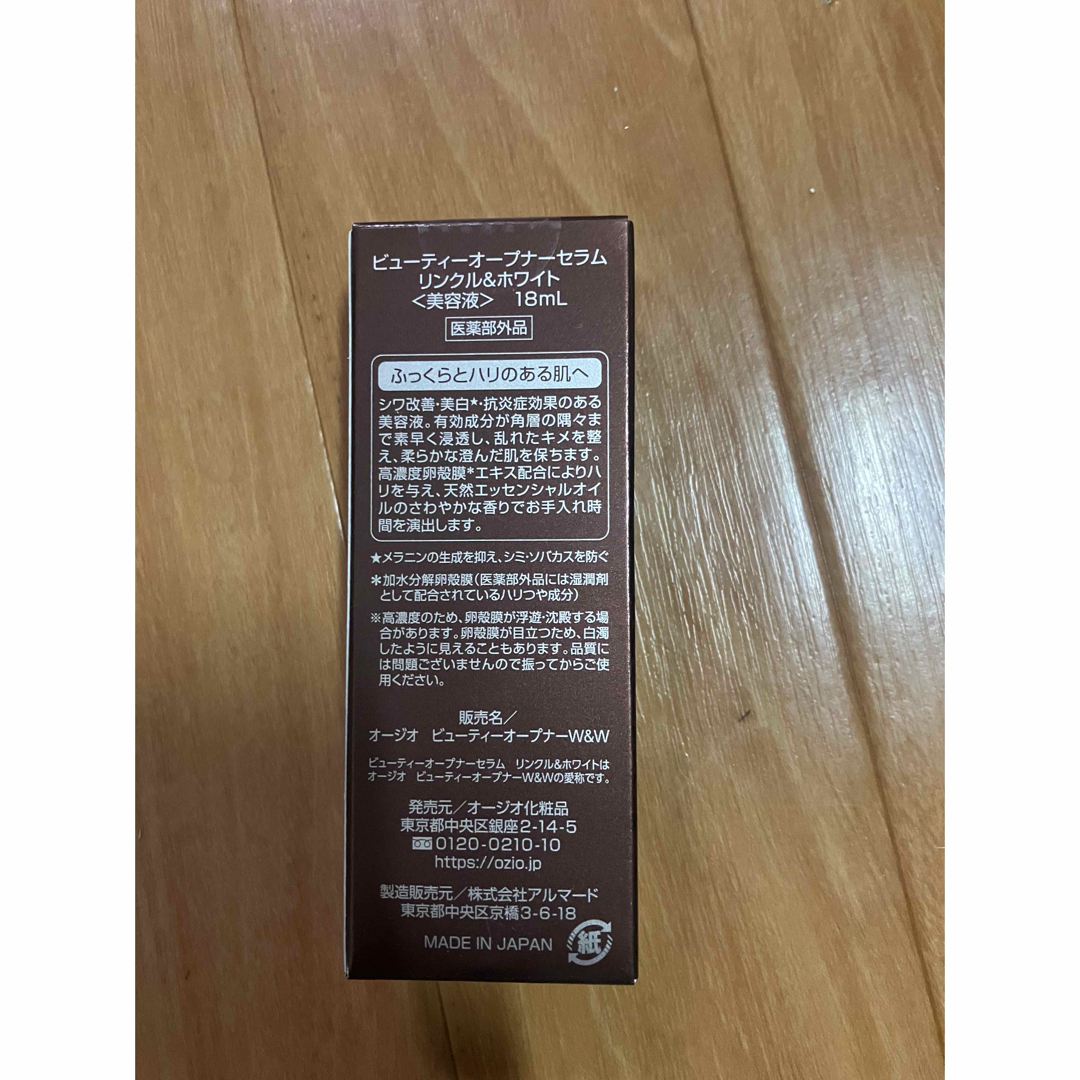 ビューティーオープナーセラム
リンクル&ホワイト
<美容液> 18mL
医薬部外品
ふっくらとハリのある肌へ
シワ改善・美白★・抗炎症効果のある
美容液。有効成分が角層の隅々ま
で素早く浸透し、乱れたキメを整
え、柔らかな澄んだ肌を保ちます。
高濃度卵殻膜*エキス配合によりハ
リを与え、天然エッセンシャルオイ
ルのさわやかな香りでお手入れ時
間を演出します。
★メラニンの生成を抑え、シミ・ソバカスを防ぐ
*加水分解卵殻膜(医薬部外品には湿潤剤
として配合されているハリつや成分)
※高濃度のため、卵殻膜が浮遊・沈殿する場
合があります。卵殻膜が目立つため、白濁
したように見えることもあります。品質に
は問題ございませんので振ってからご使
用ください。
販売名/
オージオ ビューティーオープナーW&W
ビューティーオープナーセラム リンクル&ホワイトは
オージオ ビューティーオープナーW&Wの愛称です。
発売元/オージオ化粧品
東京都中央区銀座2-14-5
0120-0210-10
https://ozio.jp
製造販売元/株式会社アルマード
東京都中央区京橋3-6-18
MADE IN JAPAN
紙